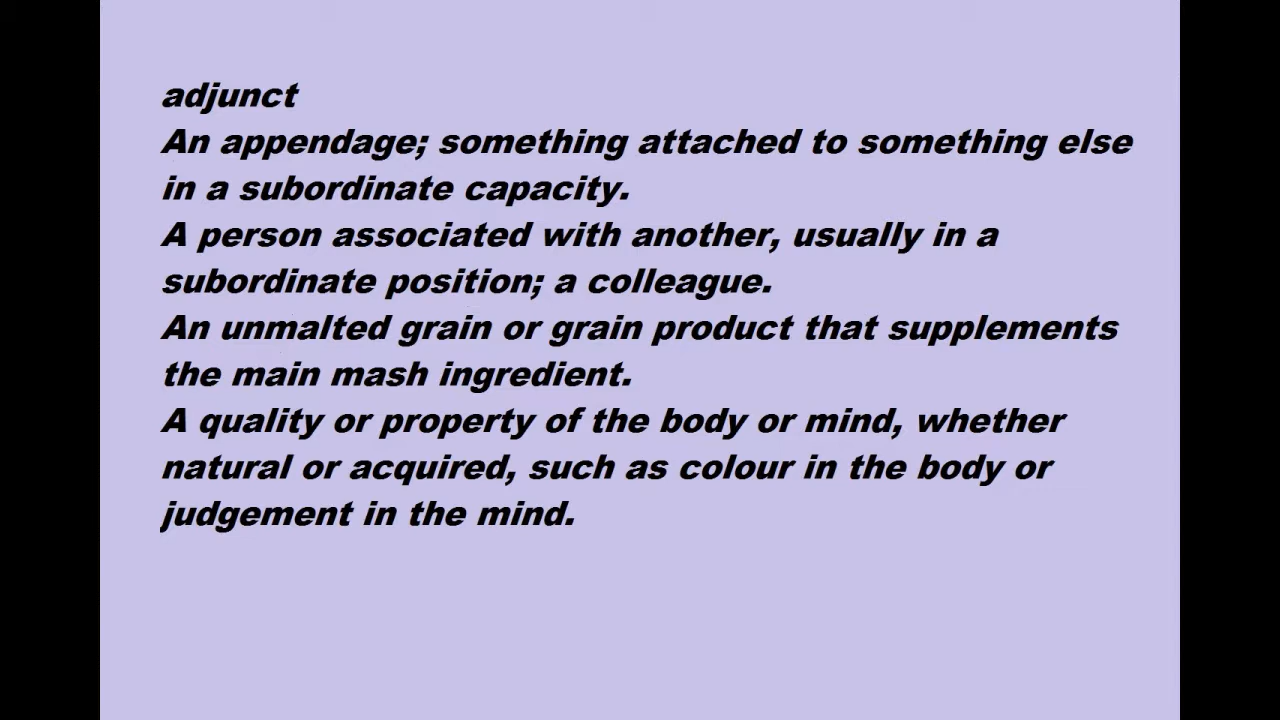 adjunct
An appendage; something attached to something else
in a subordinate capacity.
A person associated with another, usually in a
subordinate position; a colleague.
An unmalted grain or grain product that supplements
the main mash ingredient.
A quality or property of the body or mind, whether
natural or acquired, such as colour in the body or
judgement in the mind.